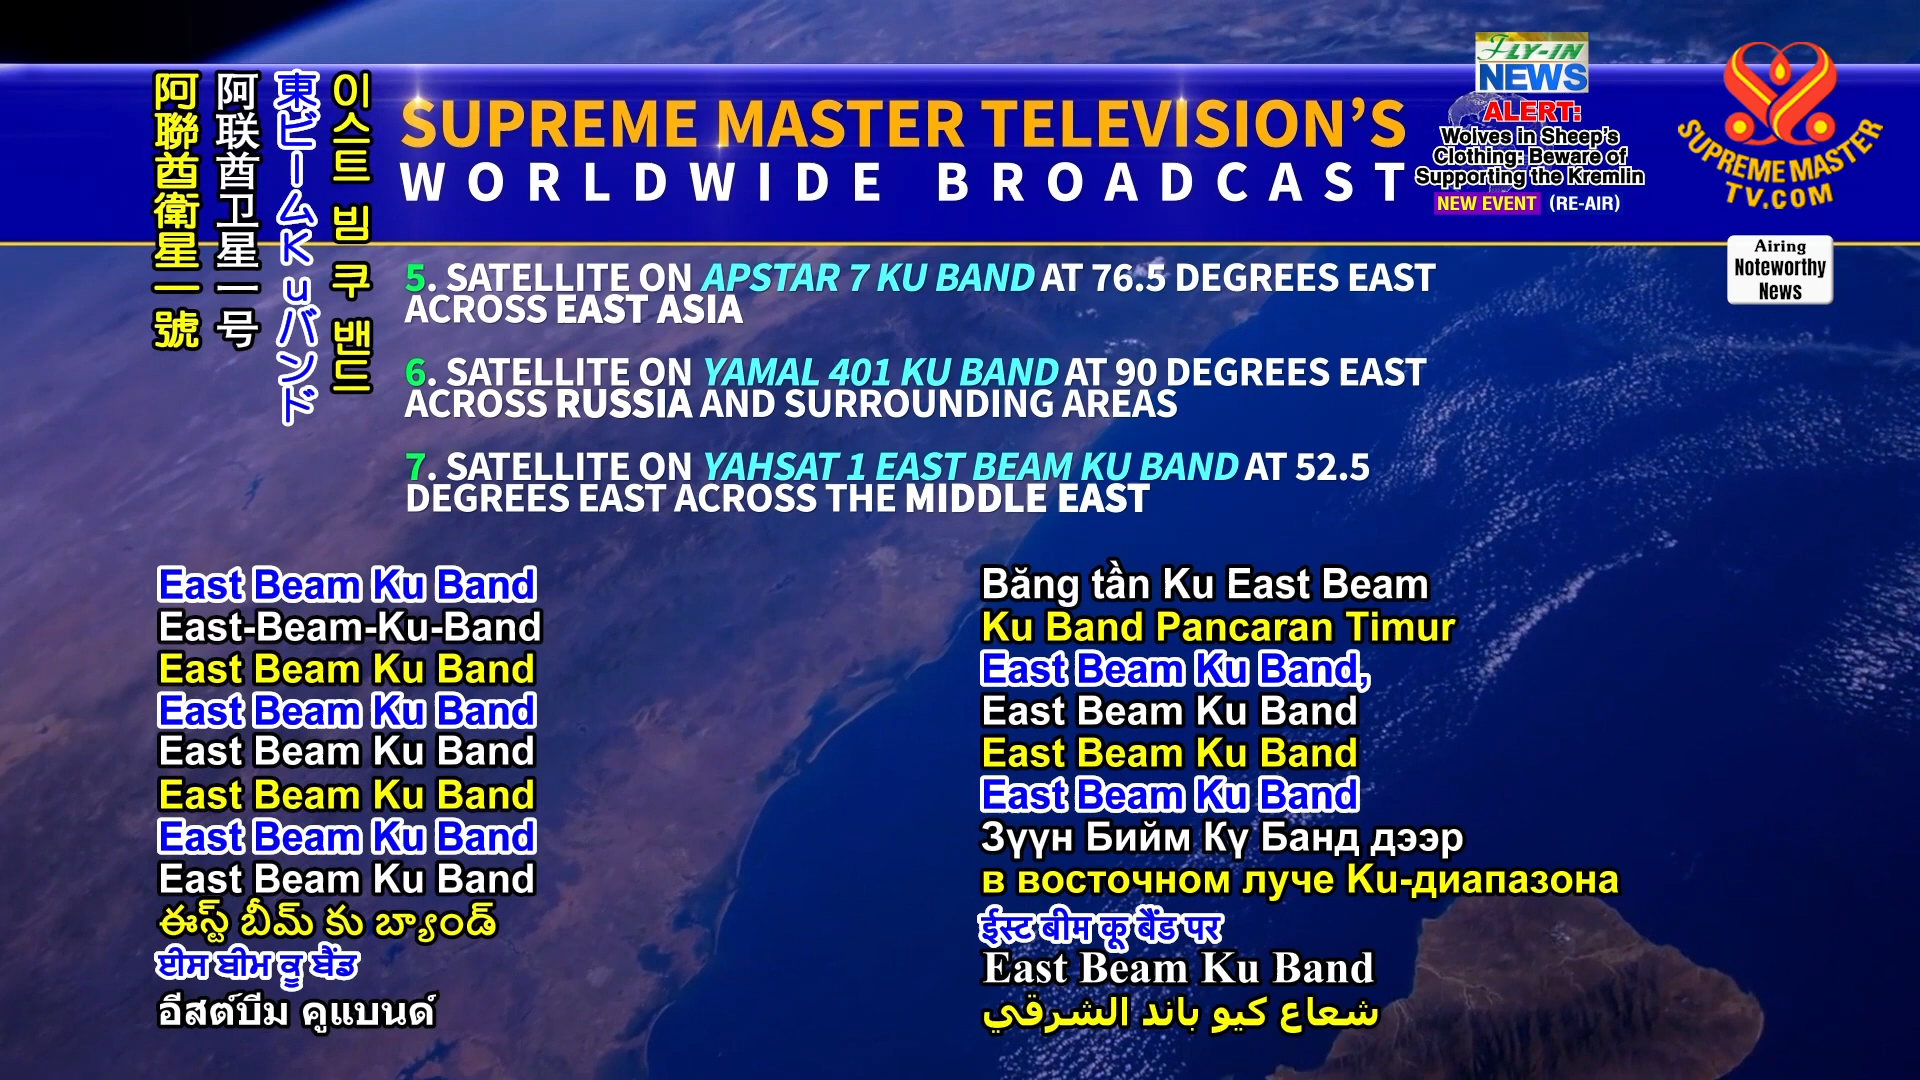 阿聯酋衛星一號
阿联酋卫星一号
東ビームKuバンド
이스트 빔 쿠 밴드
SUPREME MASTER TELEVISION’S
WORLDWIDE BROADCAST
FLY-IN
NEWS
ALERT:
Wolves in Sheep’s
Clothing: Beware of
Supporting the Kremlin
NEW EVENT (RE-AIR)
SUPREME MASTER
TV.COM
Airing
Noteworthy
News
5. SATELLITE ON APSTAR 7 KU BAND AT 76.5 DEGREES EAST
ACROSS EAST ASIA
6. SATELLITE ON YAMAL 401 KU BAND AT 90 DEGREES EAST
ACROSS RUSSIA AND SURROUNDING AREAS
7. SATELLITE ON YAHSAT 1 EAST BEAM KU BAND AT 52.5
DEGREES EAST ACROSS THE MIDDLE EAST
East Beam Ku Band
East-Beam-Ku-Band
East Beam Ku Band
East Beam Ku Band
East Beam Ku Band
East Beam Ku Band
East Beam Ku Band
East Beam Ku Band
ఈస్ట్ బీమ్ కు బ్యాండ్
ਈਸ ਬੀਮ ਕੂ ਬੈਂਡ
อีสต์บีม คูแบนด์
Băng tần Ku East Beam
Ku Band Pancaran Timur
East Beam Ku Band,
East Beam Ku Band
East Beam Ku Band
East Beam Ku Band
Зүүн Бийм Кү Банд дээр
в восточном луче Ku-диапазона
ईस्ट बीम कू बैंड पर
East Beam Ku Band
شعاع كيو باند الشرقي